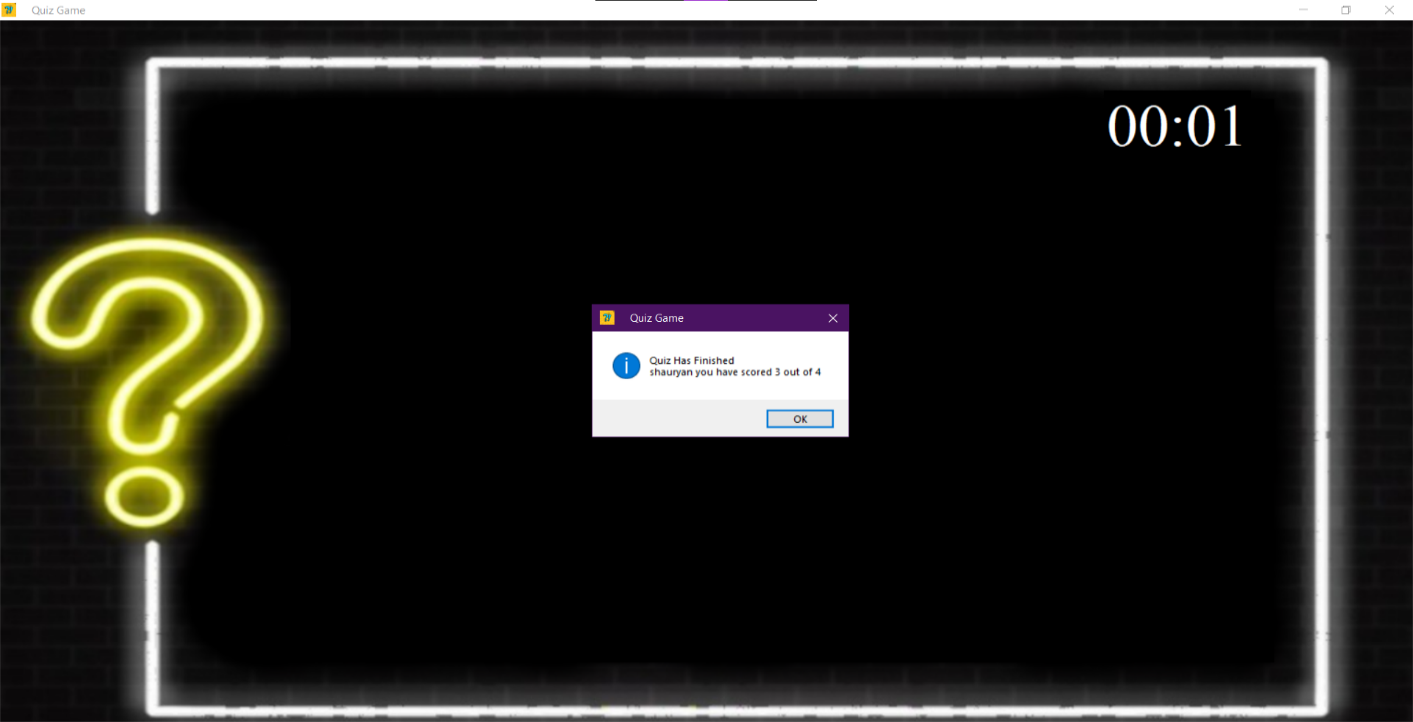 Quiz Game
00:01
Quiz Game
Quiz Has Finished
shauryan you have scored 3 out of 4
OK